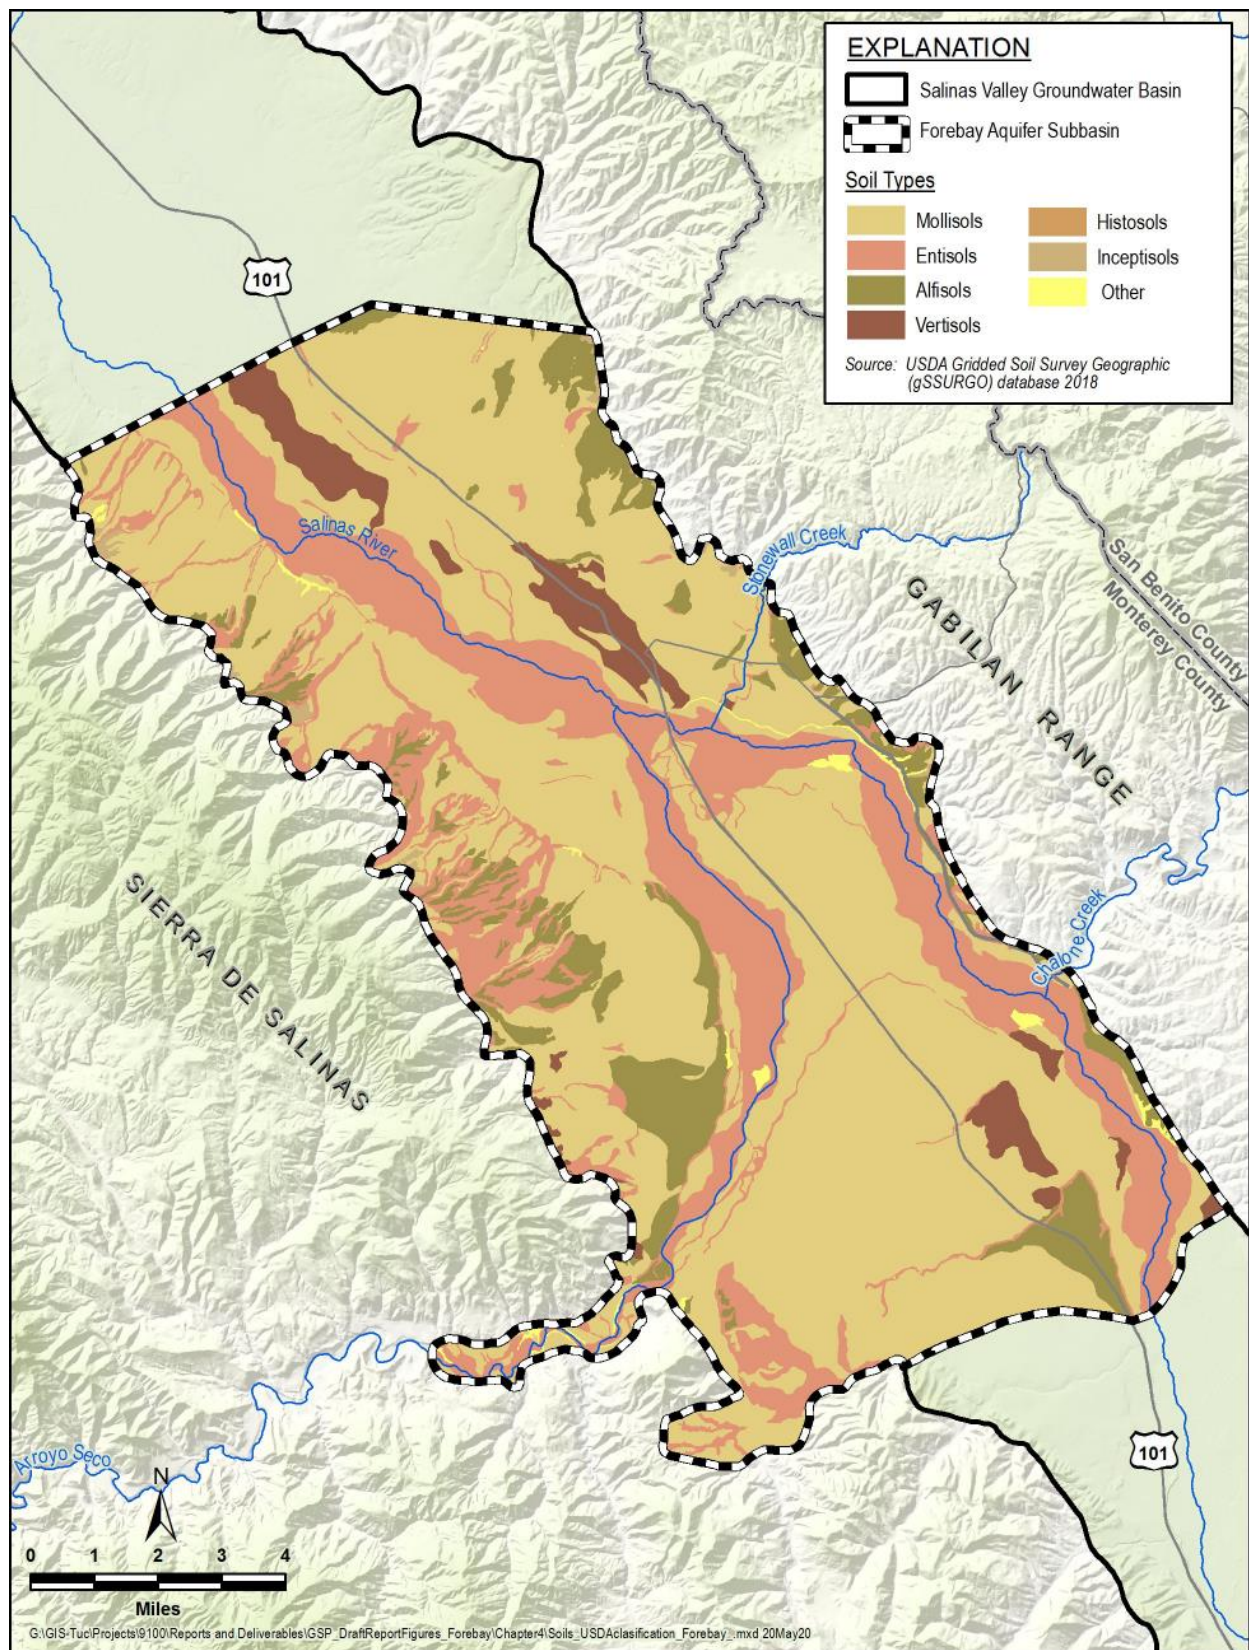 EXPLANATION
Salinas Valley Groundwater Basin
Forebay Aquifer Subbasin
Soil Types
Mollisols
Entisols
Alfisols
Vertisols
Histosols
Inceptisols
Other
Source: USDA Gridded Soil Survey Geographic
(gSSURGO) database 2018
101
Salinas River
Stonewall Creek
GABILAN RANGE
San Benito County
Monterey County
Chalone Creek
SIERRA DE SALINAS
Arroyo Seco
101
N
0 1 2 3 4
Miles
G:\GIS-Tuc\Projects\9100\Reports and Deliverables\GSP_DraftReportFigures_Forebay\Chapter4\Soils_USDAclasification_Forebay_.mxd 20May20